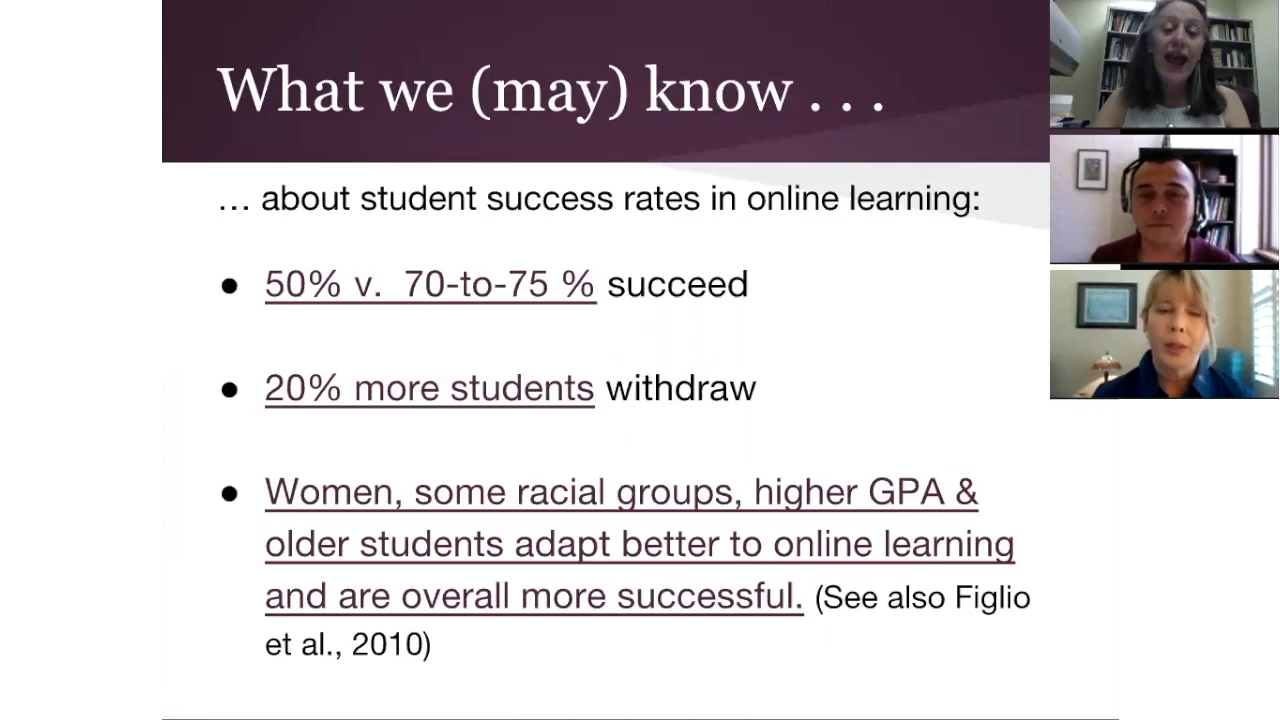 What we (may) know . . .
… about student success rates in online learning:
● 50% v.  70-to-75 % succeed
● 20% more students withdraw
● Women, some racial groups, higher GPA &
older students adapt better to online learning
and are overall more successful. (See also Figlio
et al., 2010)